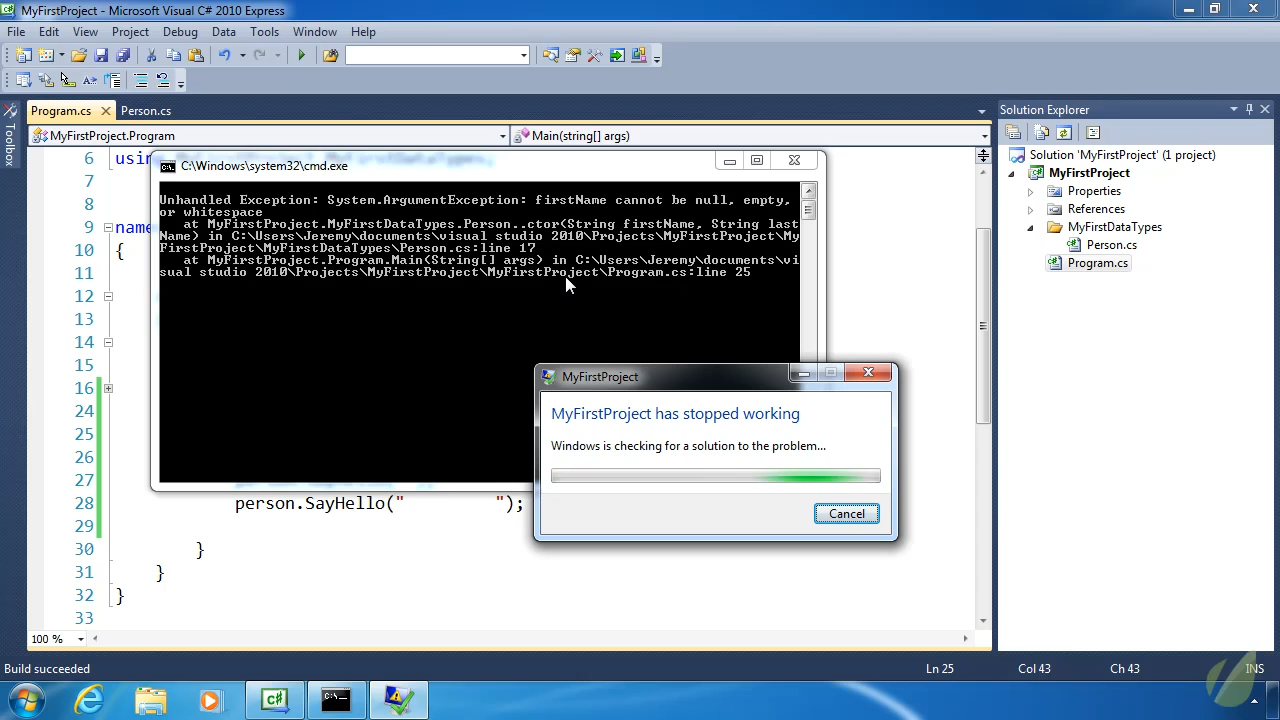 MyFirstProject - Microsoft Visual C# 2010 Express
File Edit View Project Debug Data Tools Window Help
Program.cs Person.cs
Solution Explorer
MyFirstProject.Program Main(string[] args)
Toolbox
Solution 'MyFirstProject' (1 project)
MyFirstProject
Properties
References
MyFirstDataTypes
Person.cs
Program.cs
6
7
8
9
10 {
11
12
13
14
15
16
24
25
26
27
28 person.SayHello(" ");
29
30 }
31 }
32 }
33
C:\Windows\system32\cmd.exe
Unhandled Exception: System.ArgumentException: firstName cannot be null, empty,
or whitespace
at MyFirstProject.MyFirstDataTypes.Person..ctor(String firstName, String last
Name) in C:\Users\Jeremy\documents\visual studio 2010\Projects\MyFirstProject\My
FirstProject\MyFirstDataTypes\Person.cs:line 17
at MyFirstProject.Program.Main(String[] args) in C:\Users\Jeremy\documents\vi
sual studio 2010\Projects\MyFirstProject\MyFirstProject\Program.cs:line 25
MyFirstProject
MyFirstProject has stopped working
Windows is checking for a solution to the problem...
Cancel
100 %
Build succeeded Ln 25 Col 43 Ch 43 INS